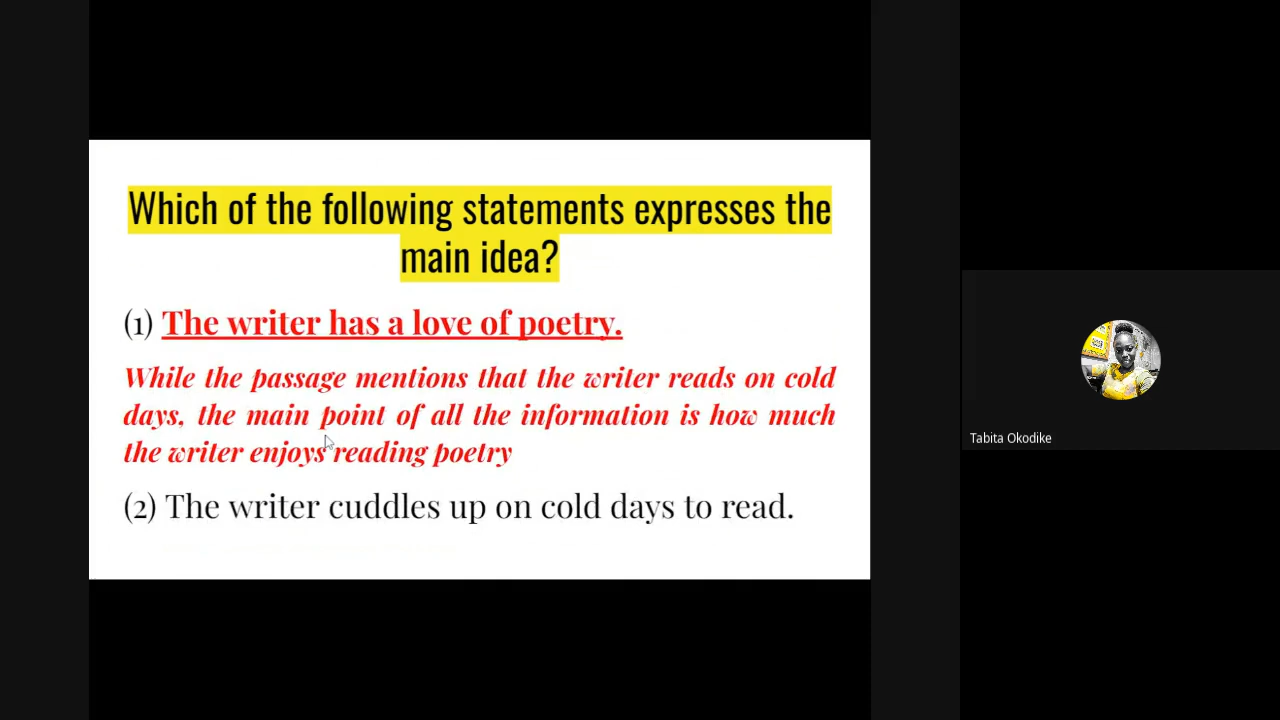 Which of the following statements expresses the
main idea?
(1) The writer has a love of poetry.
While the passage mentions that the writer reads on cold
days, the main point of all the information is how much
the writer enjoys reading poetry
(2) The writer cuddles up on cold days to read.
Tabita Okodike